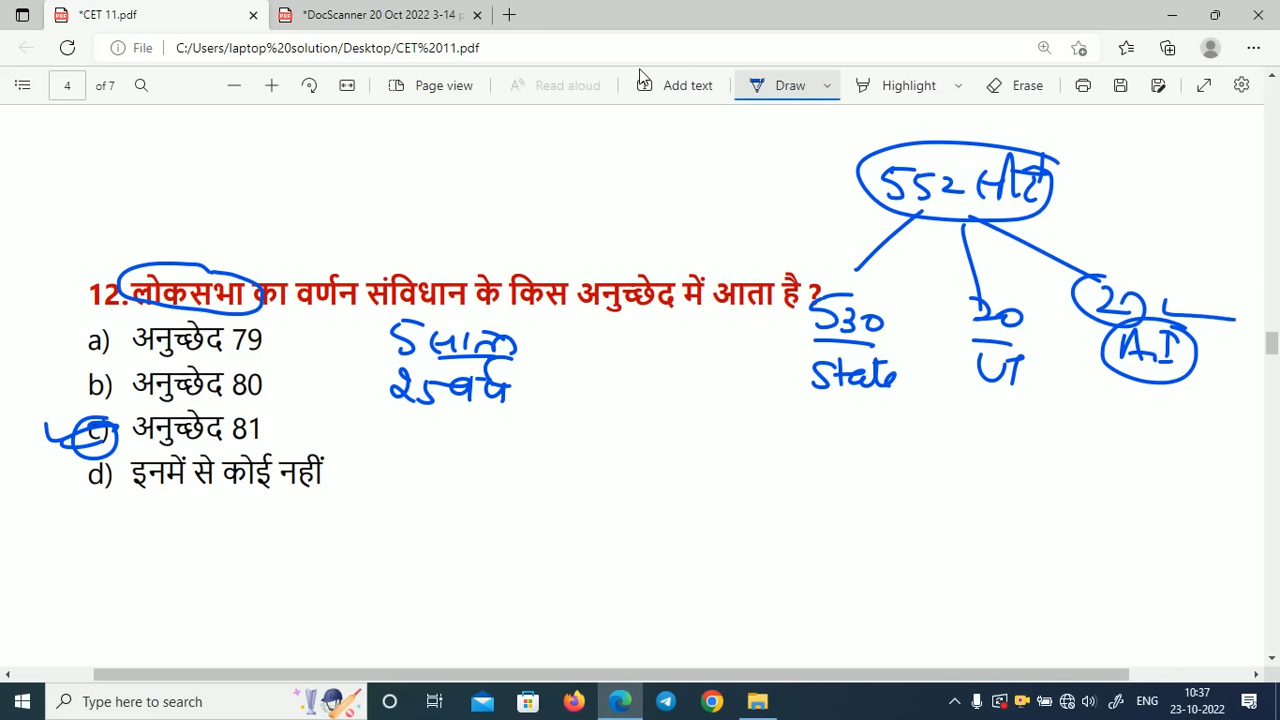 *CET 11.pdf
*DocScanner 20 Oct 2022 3-14 p
File C:/Users/laptop%20solution/Desktop/CET%2011.pdf
4 of 7 Page view Read aloud Add text Draw Highlight Erase
552 सीटें
12. लोकसभा का वर्णन संविधान के किस अनुच्छेद में आता है ?
a) अनुच्छेद 79
b) अनुच्छेद 80
c) अनुच्छेद 81
d) इनमें से कोई नहीं
5 साल
25 वर्ष
530 20
State UT A.I
Type here to search
ENG
10:37
23-10-2022